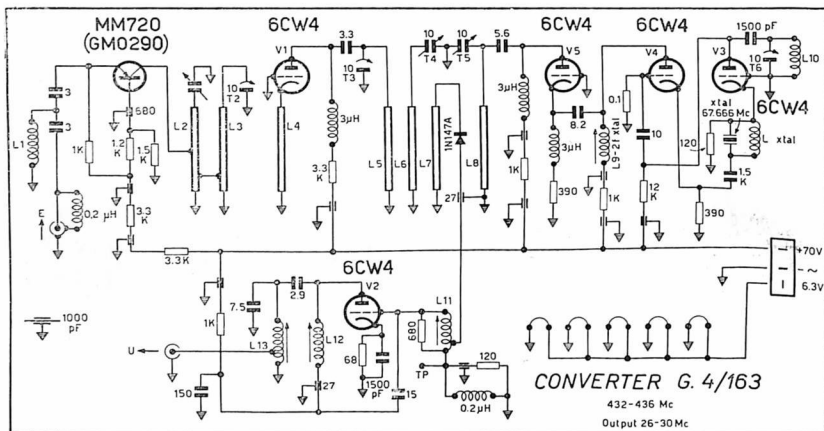 MM720
(GM0290)
6CW4
6CW4
6CW4
6CW4
V1
V5
V4
V3
3
3
680
1K
1.2
K
1.5
K
3.3
K
0,2 µH
L1
E
L2
L3
L4
10
T2
3.3
10
T3
3µH
3.3
K
L5
L6
L7
L8
10
T4
10
T5
5.6
1N147A
27
3µH
1K
8.2
3µH
390
L9-21 xtal
1K
0.1
10
12
K
1500 pF
10
T6
L10
xtal
67.666 Mc
120
L
xtal
1.5
K
390
3.3K
+70V
- ~
6.3V
6CW4
V2
1K
7.5
2.9
L13
L12
U
150
27
68
1500
pF
15
680
L11
TP
120
0.2µH
1000
pF
CONVERTER G. 4/163
432-436 Mc
Output 26-30 Mc